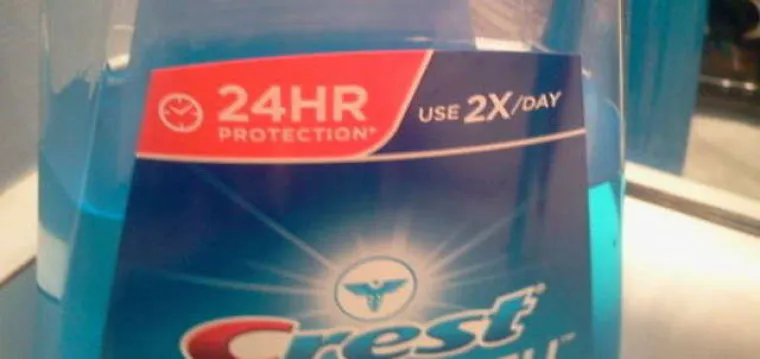 24HR
PROTECTION*
USE 2X/DAY
Crest